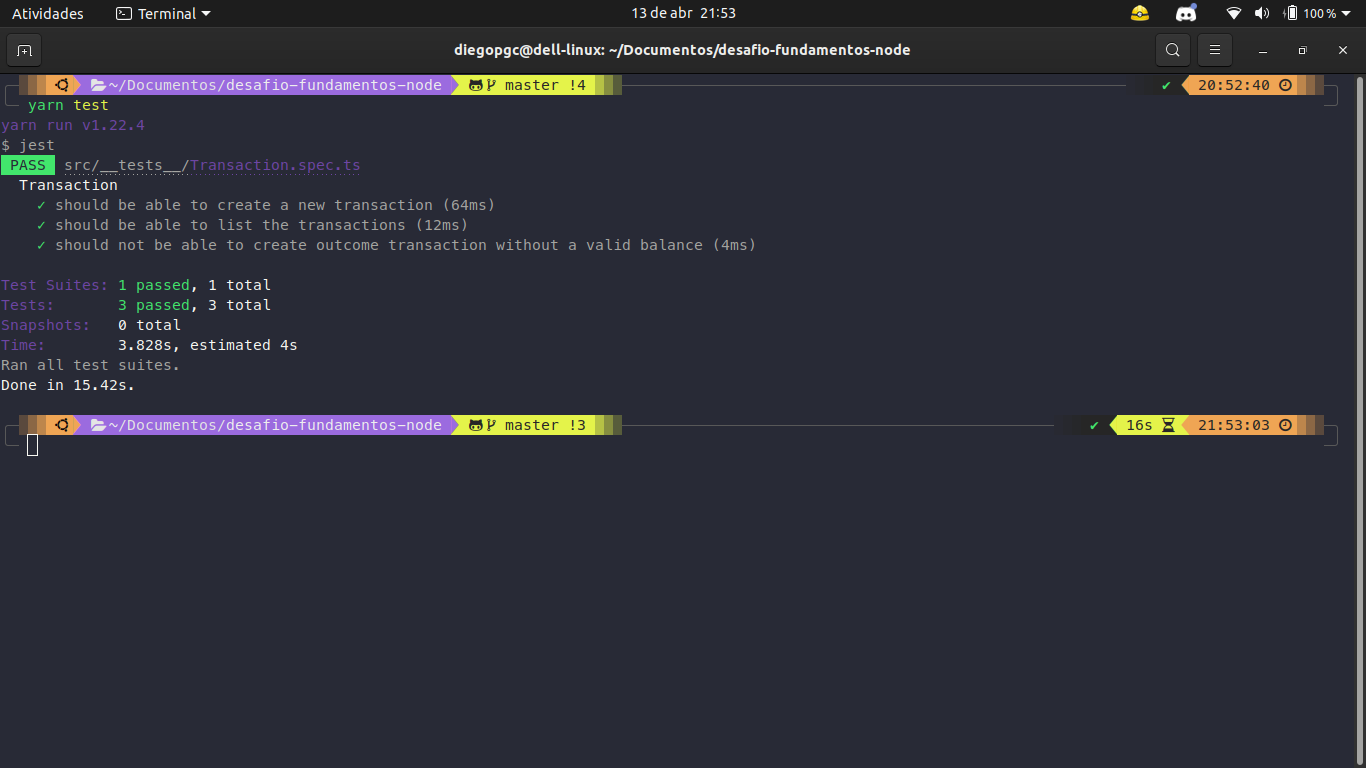 Atividades Terminal 13 de abr 21:53 100 %
diegopgc@dell-linux: ~/Documentos/desafio-fundamentos-node
~/Documentos/desafio-fundamentos-node master !4 ✔ 20:52:40
yarn test
yarn run v1.22.4
$ jest
PASS src/__tests__/Transaction.spec.ts
Transaction
✓ should be able to create a new transaction (64ms)
✓ should be able to list the transactions (12ms)
✓ should not be able to create outcome transaction without a valid balance (4ms)
Test Suites: 1 passed, 1 total
Tests: 3 passed, 3 total
Snapshots: 0 total
Time: 3.828s, estimated 4s
Ran all test suites.
Done in 15.42s.
~/Documentos/desafio-fundamentos-node master !3 ✔ 16s 21:53:03